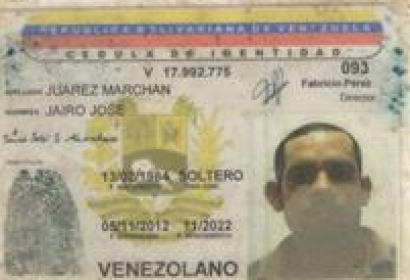 REPUBLICA BOLIVARIANA DE VENEZUELA
CEDULA DE IDENTIDAD
V 17.992.775 093
APELLIDOS JUAREZ MARCHAN Fabricio Pérez
Director
NOMBRES JAIRO JOSE
13/02/1984 SOLTERO
05/11/2012 11/2022
VENEZOLANO